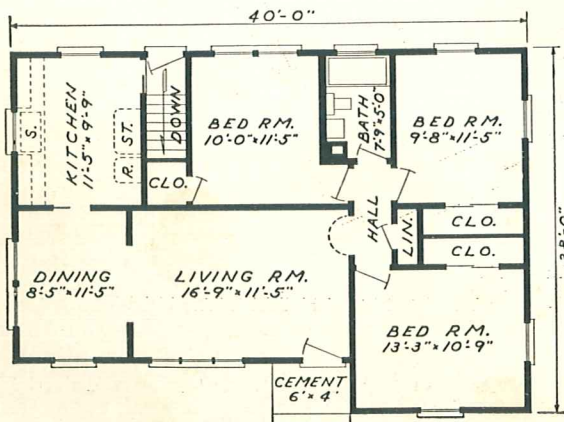 40'-0"
KITCHEN
11'-5" × 9'-9"
S.
ST.
R.
DOWN
CLO.
BED RM.
10'-0" × 11'-5"
BATH
7'-9" × 5'-0"
BED RM.
9'-8" × 11'-5"
HALL
LIN.
CLO.
CLO.
DINING
8'-5" × 11'-5"
LIVING RM.
16'-9" × 11'-5"
BED RM.
13'-3" × 10'-9"
CEMENT
6' × 4'